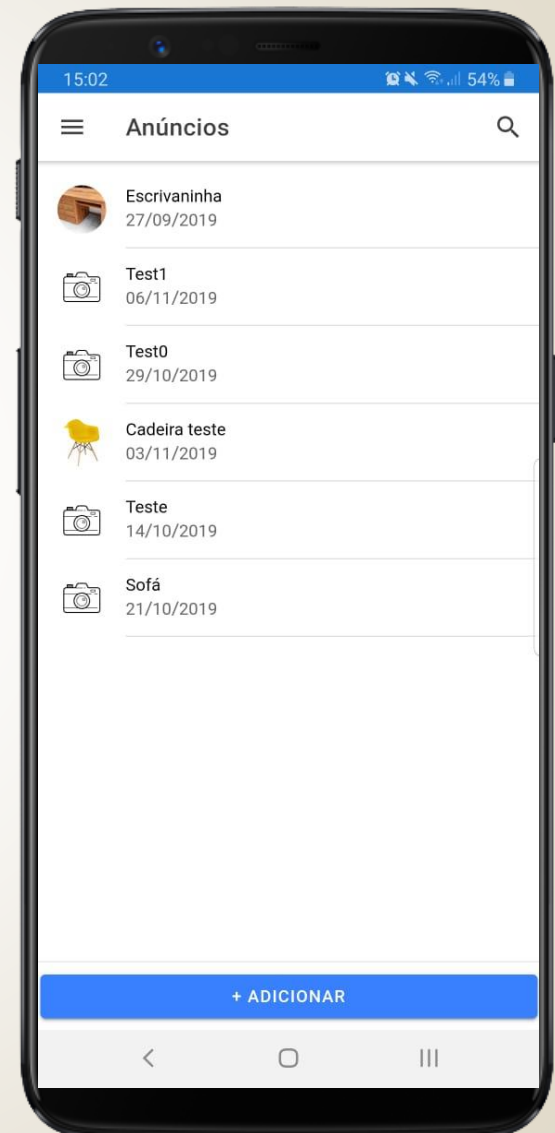 15:02 54%
Anúncios
Escrivaninha
27/09/2019
Test1
06/11/2019
Test0
29/10/2019
Cadeira teste
03/11/2019
Teste
14/10/2019
Sofá
21/10/2019
+ ADICIONAR